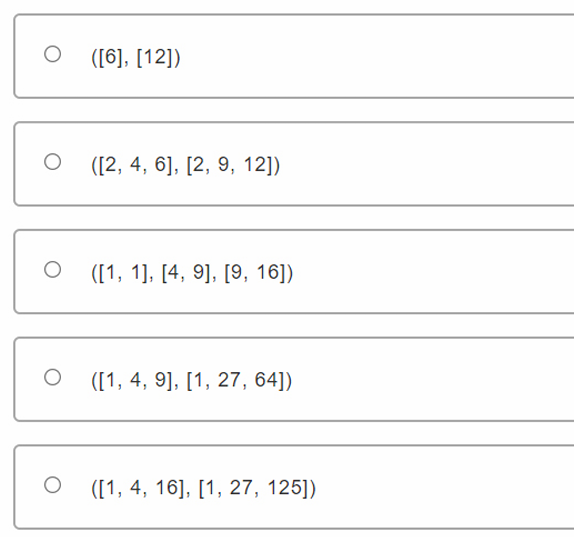 ([6], [12])
([2, 4, 6], [2, 9, 12])
([1, 1], [4, 9], [9, 16])
([1, 4, 9], [1, 27, 64])
([1, 4, 16], [1, 27, 125])